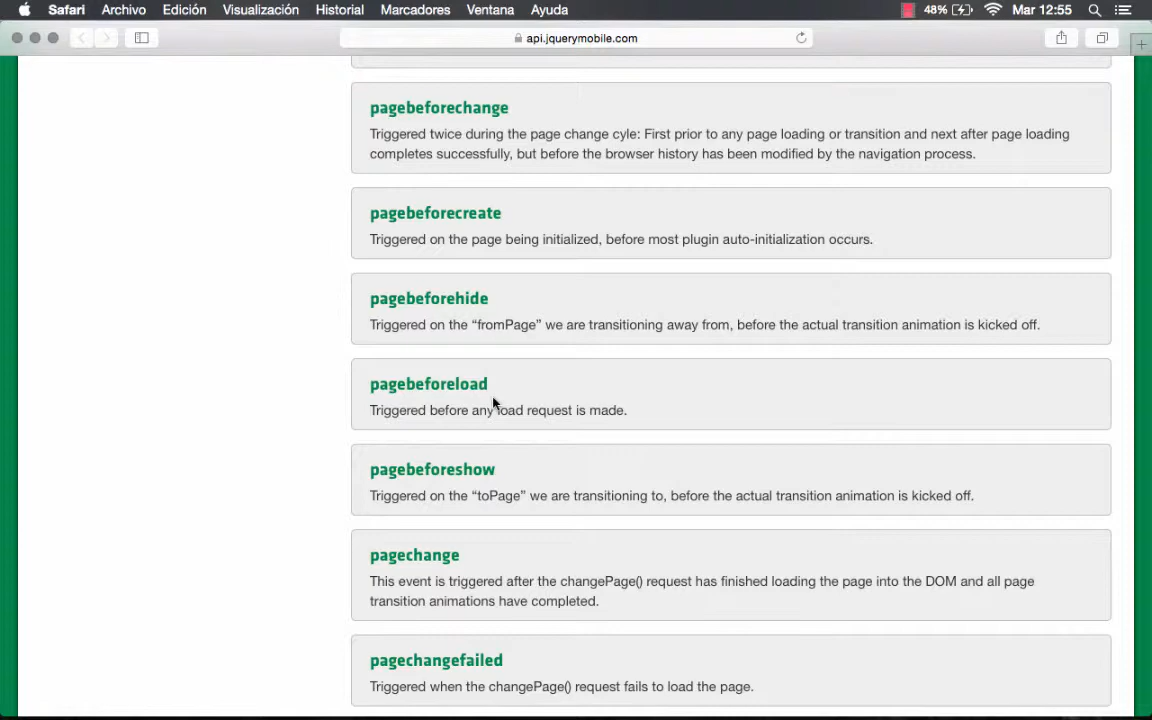 Safari Archivo Edición Visualización Historial Marcadores Ventana Ayuda 48% Mar 12:55
api.jquerymobile.com
pagebeforechange
Triggered twice during the page change cyle: First prior to any page loading or transition and next after page loading
completes successfully, but before the browser history has been modified by the navigation process.
pagebeforecreate
Triggered on the page being initialized, before most plugin auto-initialization occurs.
pagebeforehide
Triggered on the “fromPage” we are transitioning away from, before the actual transition animation is kicked off.
pagebeforeload
Triggered before any load request is made.
pagebeforeshow
Triggered on the “toPage” we are transitioning to, before the actual transition animation is kicked off.
pagechange
This event is triggered after the changePage() request has finished loading the page into the DOM and all page
transition animations have completed.
pagechangefailed
Triggered when the changePage() request fails to load the page.